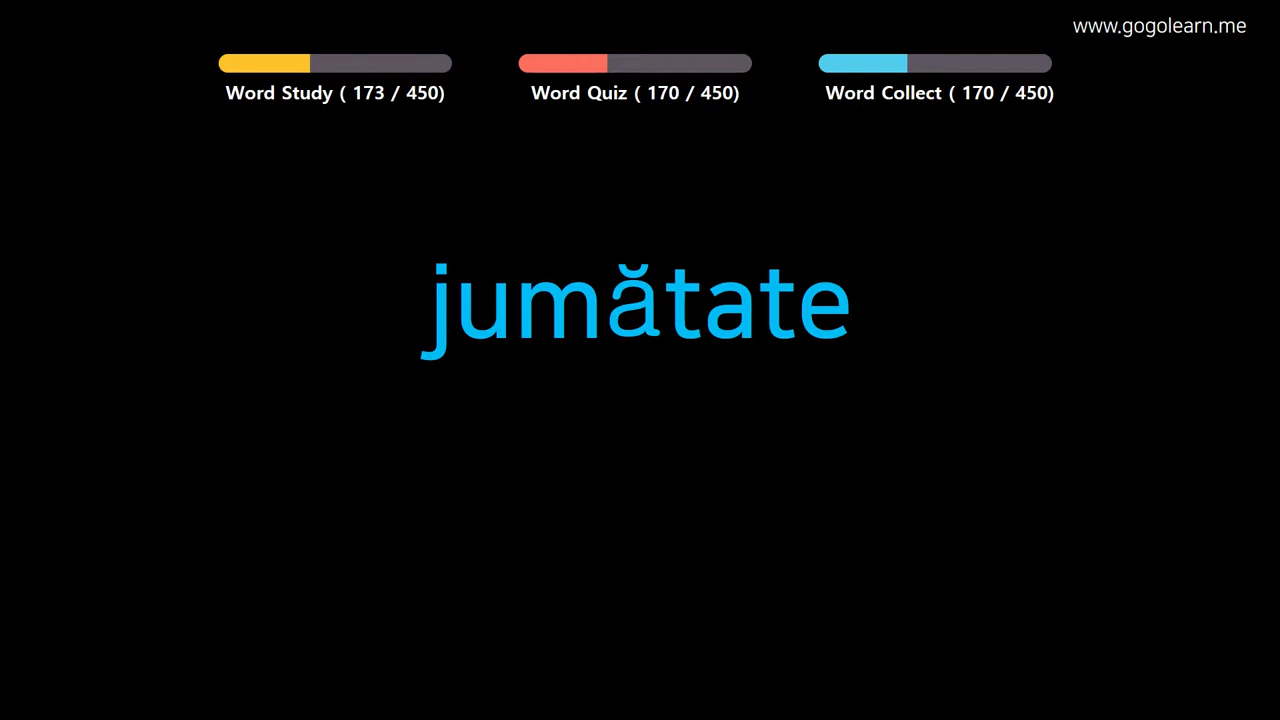 www.gogolearn.me
Word Study ( 173 / 450)
Word Quiz ( 170 / 450)
Word Collect ( 170 / 450)
jumătate